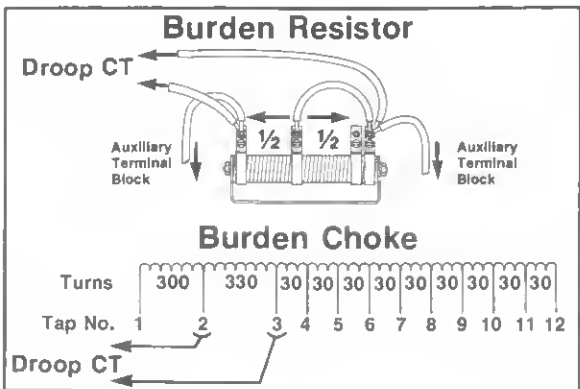 Burden Resistor
Droop CT
1/2 1/2
Auxiliary Terminal Block
Auxiliary Terminal Block
Burden Choke
Turns 300 330 30 30 30 30 30 30 30 30 30
Tap No. 1 2 3 4 5 6 7 8 9 10 11 12
Droop CT